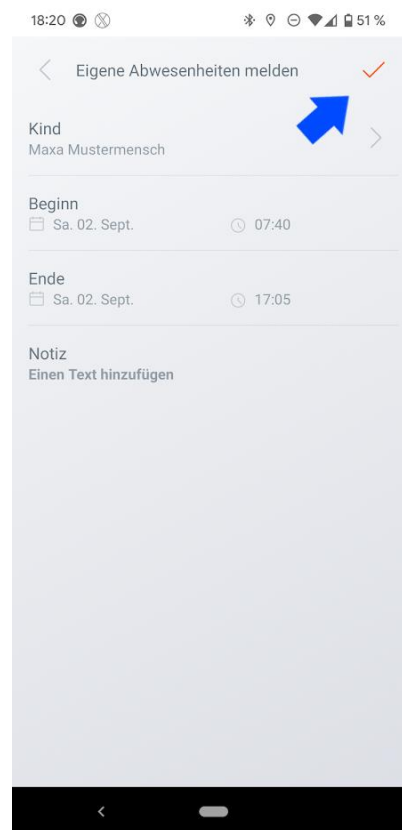 18:20 51 %
Eigene Abwesenheiten melden
Kind
Maxa Mustermensch
Beginn
Sa. 02. Sept. 07:40
Ende
Sa. 02. Sept. 17:05
Notiz
Einen Text hinzufügen